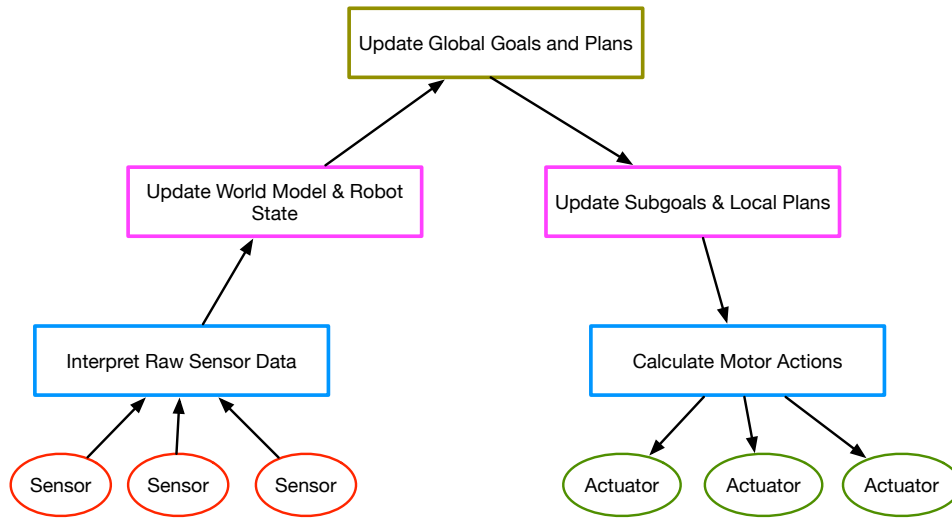 Update Global Goals and Plans
Update World Model & Robot
State
Update Subgoals & Local Plans
Interpret Raw Sensor Data
Calculate Motor Actions
Sensor
Sensor
Sensor
Actuator
Actuator
Actuator